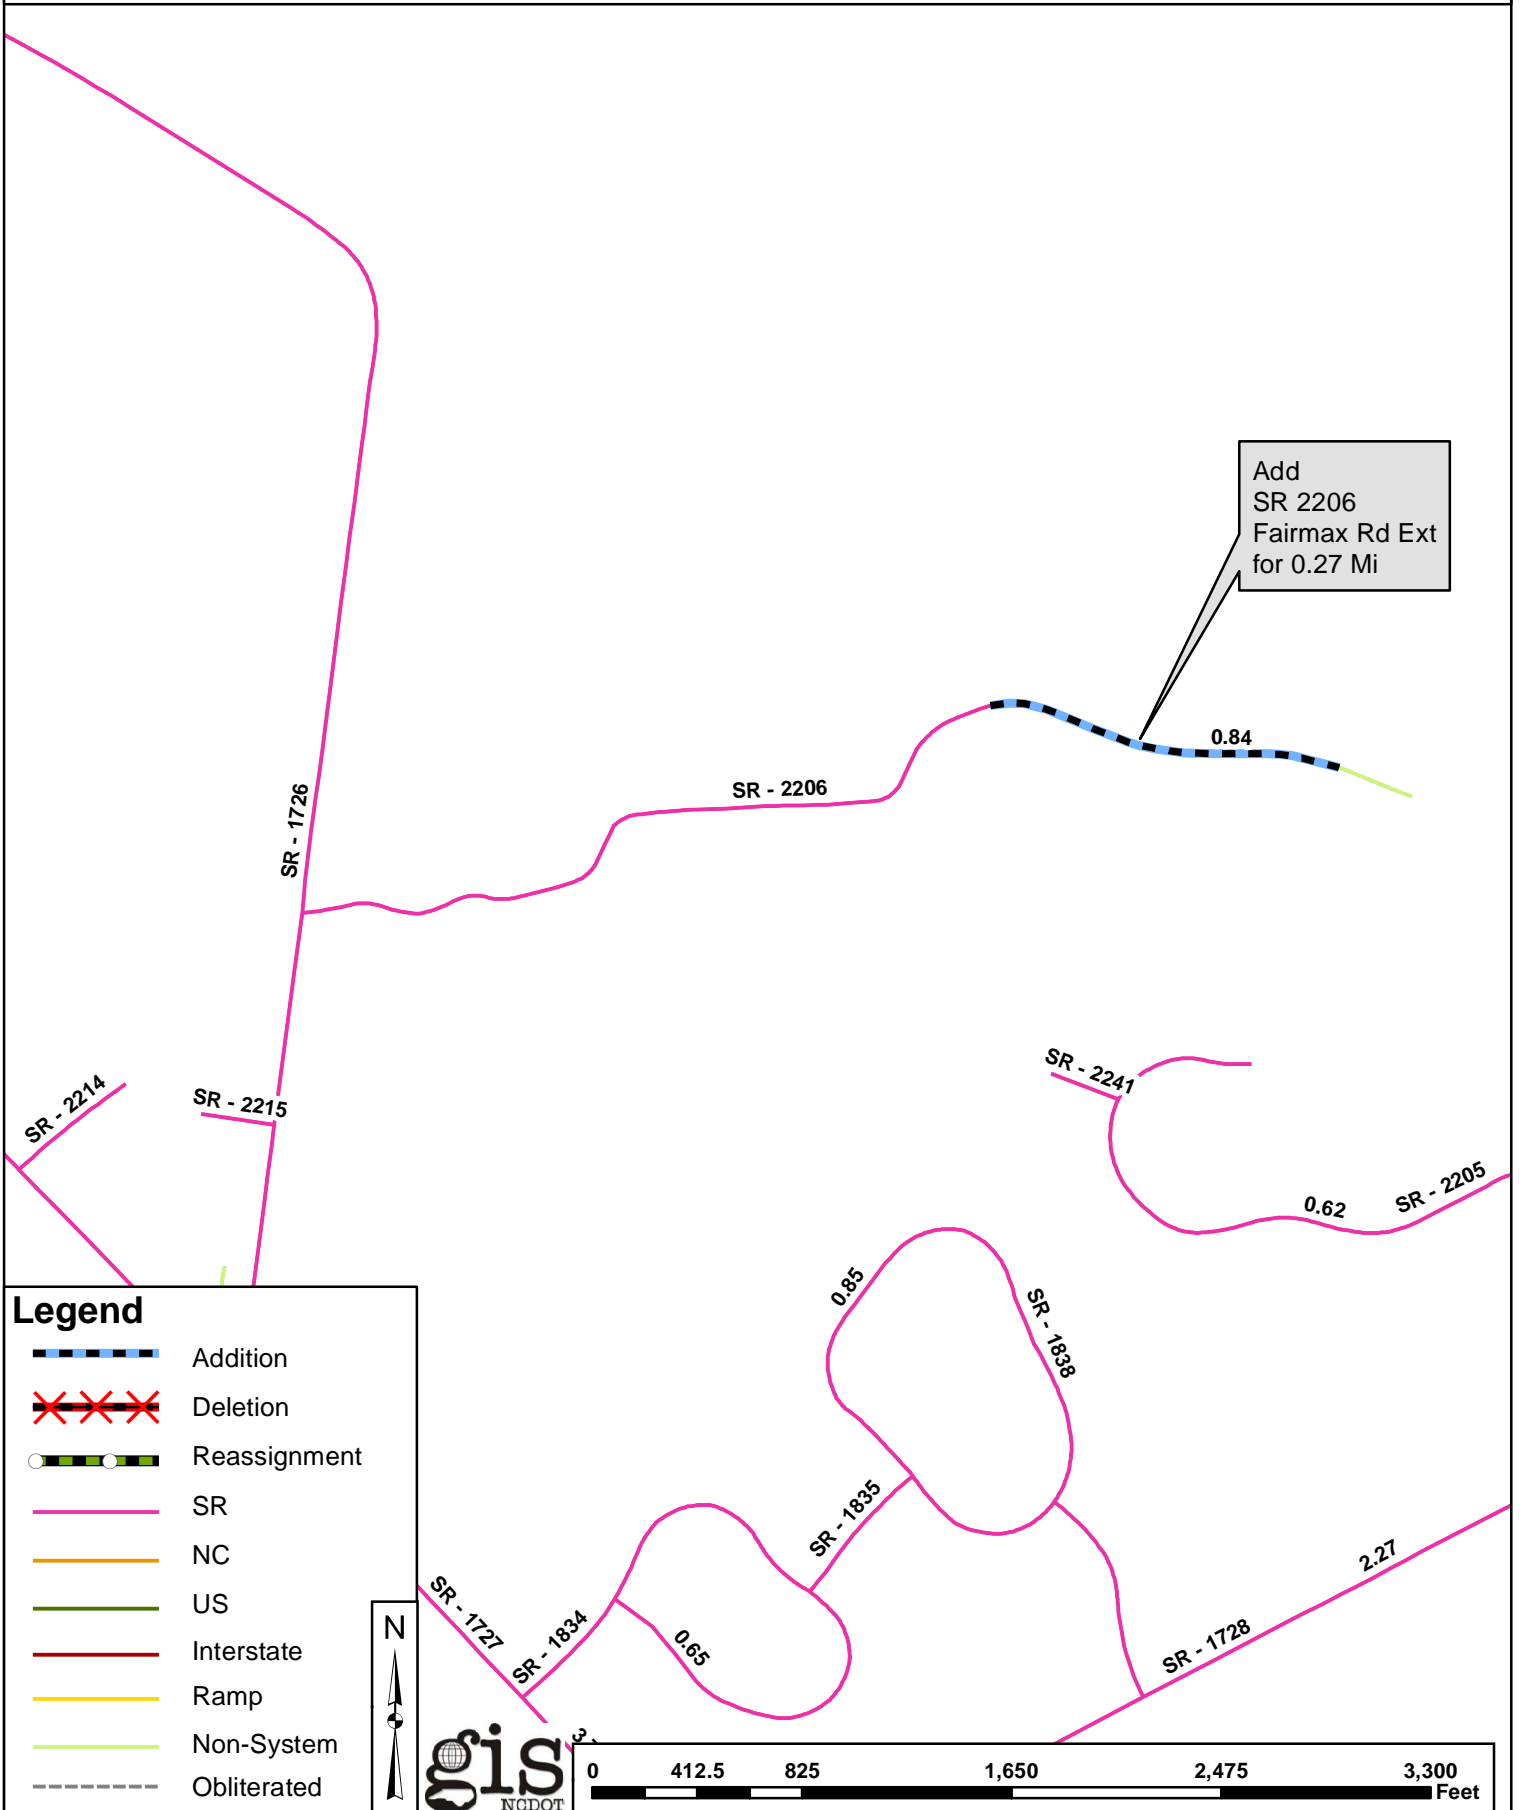 Add
SR 2206
Fairmax Rd Ext
for 0.27 Mi
0.84
SR - 2206
SR - 1726
SR - 2214
SR - 2215
SR - 2241
SR - 2205
0.62
0.85
SR - 1838
SR - 1835
2.27
SR - 1728
SR - 1727
SR - 1834
0.65
Legend
Addition
Deletion
Reassignment
SR
NC
US
Interstate
Ramp
Non-System
Obliterated
N
gis
NCDOT
0 412.5 825 1,650 2,475 3,300
Feet